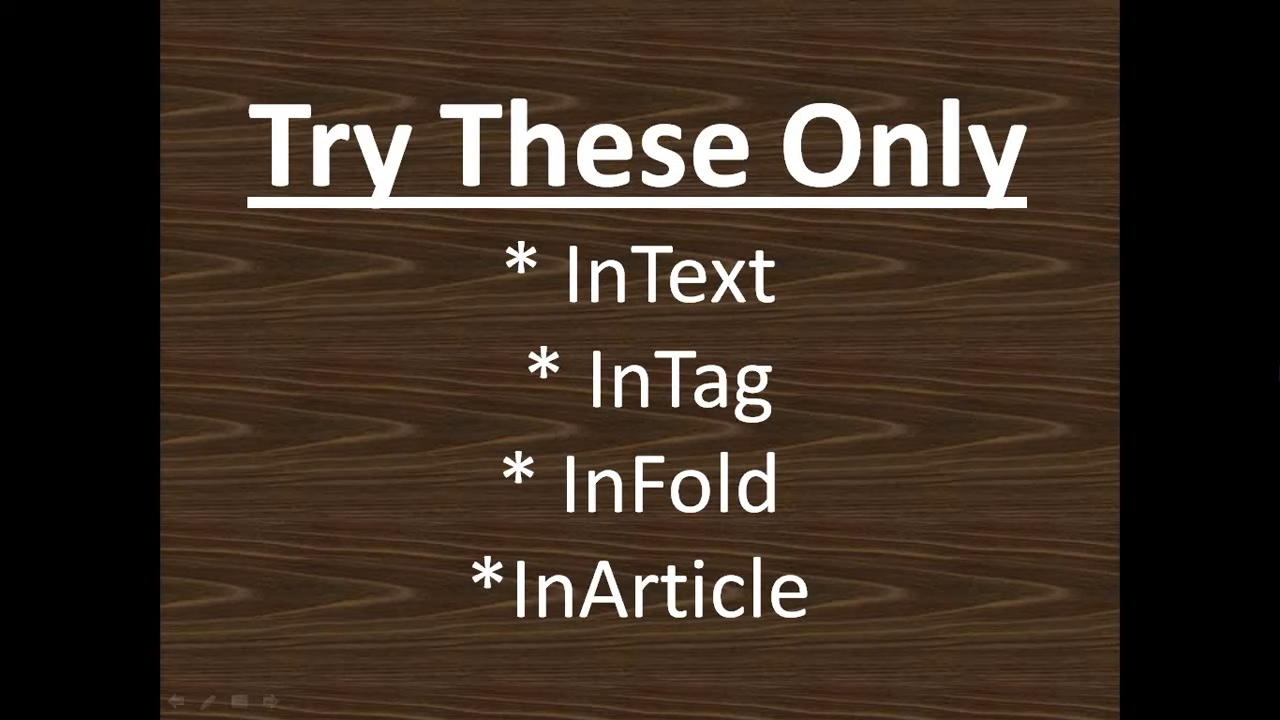 Try These Only
* InText
* InTag
* InFold
*InArticle